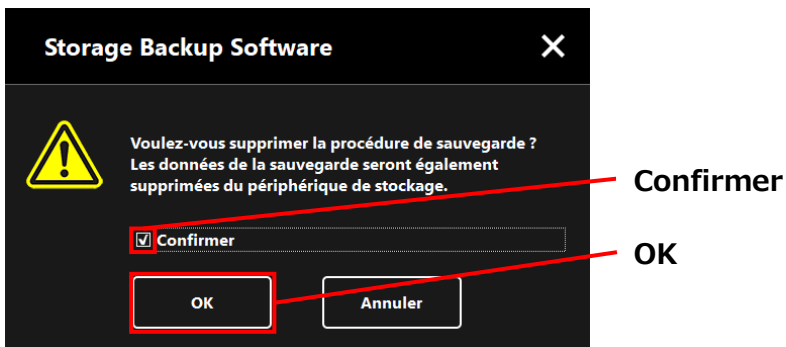 Storage Backup Software
Voulez-vous supprimer la procédure de sauvegarde ?
Les données de la sauvegarde seront également
supprimées du périphérique de stockage.
Confirmer
Confirmer
OK
OK
Annuler